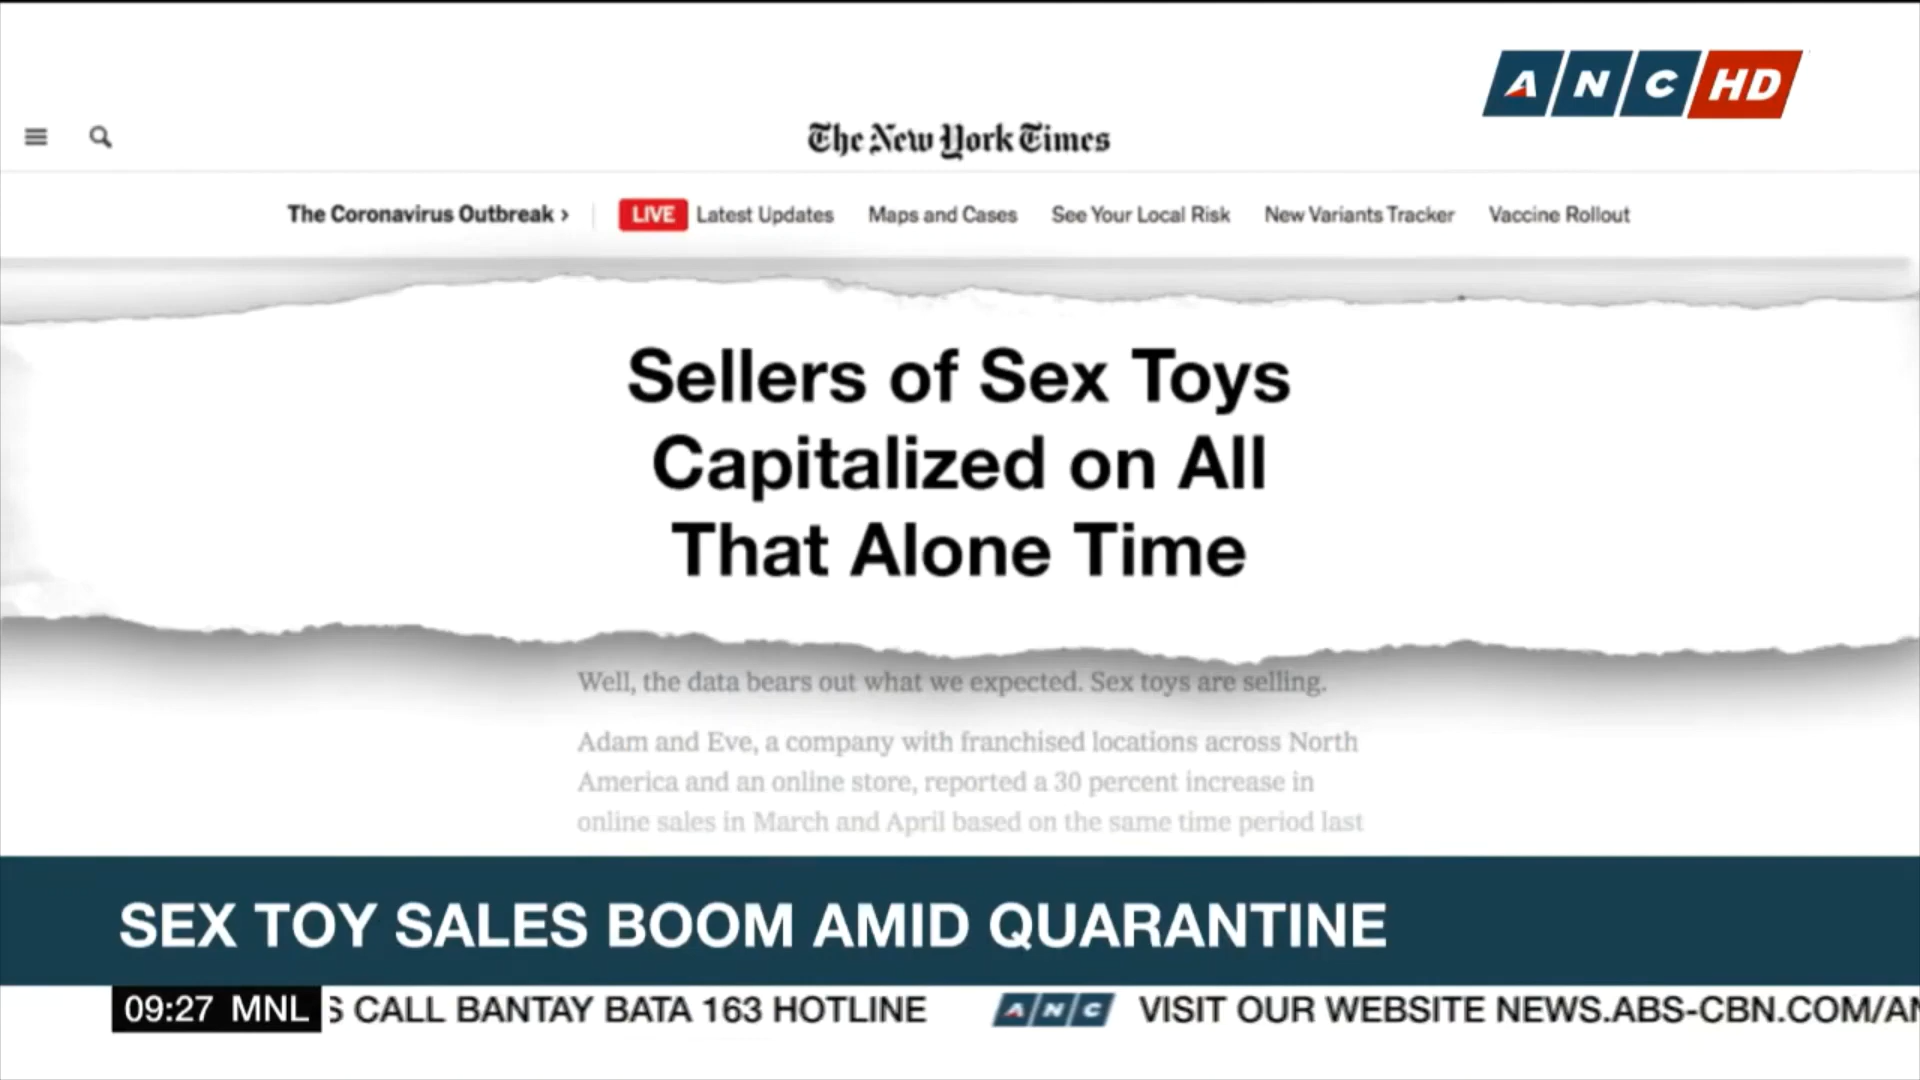 ANC HD
The New York Times
The Coronavirus Outbreak › LIVE Latest Updates Maps and Cases See Your Local Risk New Variants Tracker Vaccine Rollout
Sellers of Sex Toys
Capitalized on All
That Alone Time
Well, the data bears out what we expected. Sex toys are selling.
Adam and Eve, a company with franchised locations across North
America and an online store, reported a 30 percent increase in
online sales in March and April based on the same time period last
SEX TOY SALES BOOM AMID QUARANTINE
09:27 MNL S CALL BANTAY BATA 163 HOTLINE ANC VISIT OUR WEBSITE NEWS.ABS-CBN.COM/AN